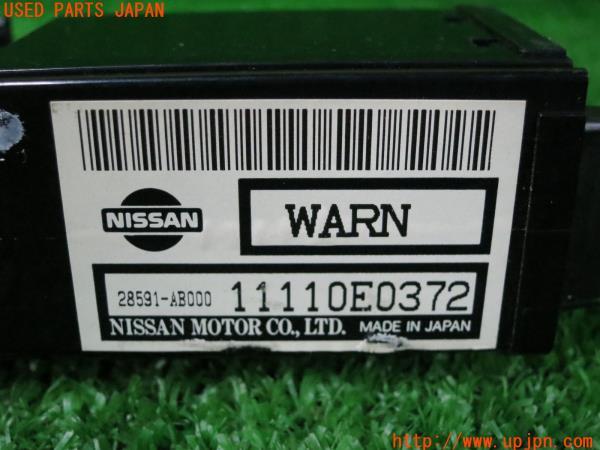 USED PARTS JAPAN
NISSAN
WARN
28591-AB000 11110E0372
NISSAN MOTOR CO., LTD. MADE IN JAPAN
http://www.upjpn.com